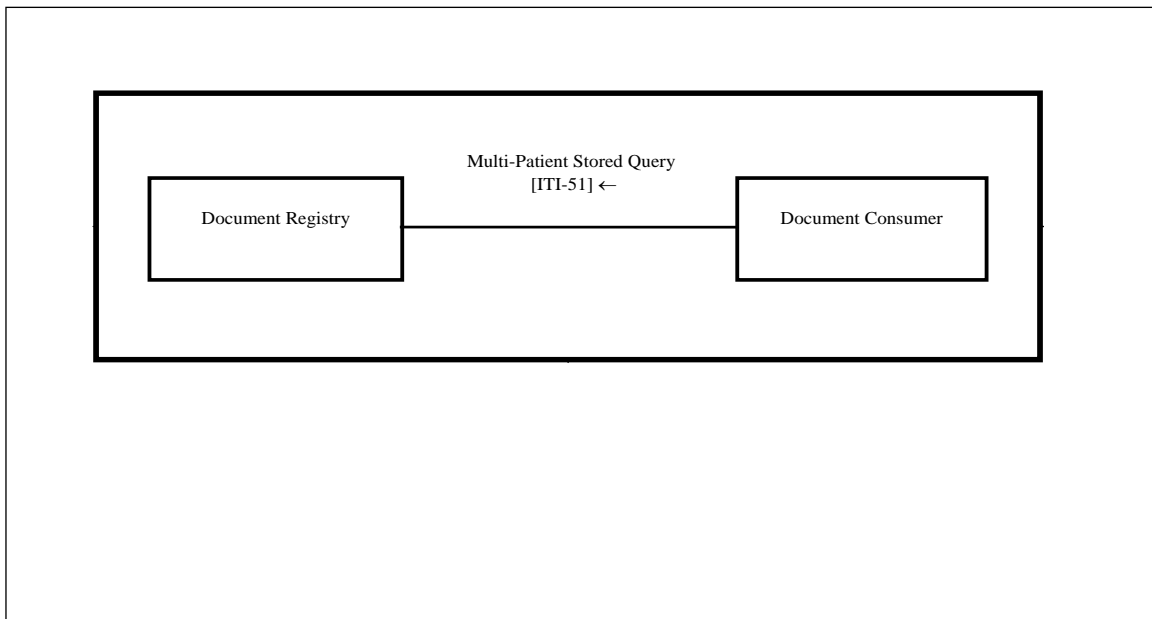 Multi-Patient Stored Query
[ITI-51] ←
Document Registry
Document Consumer